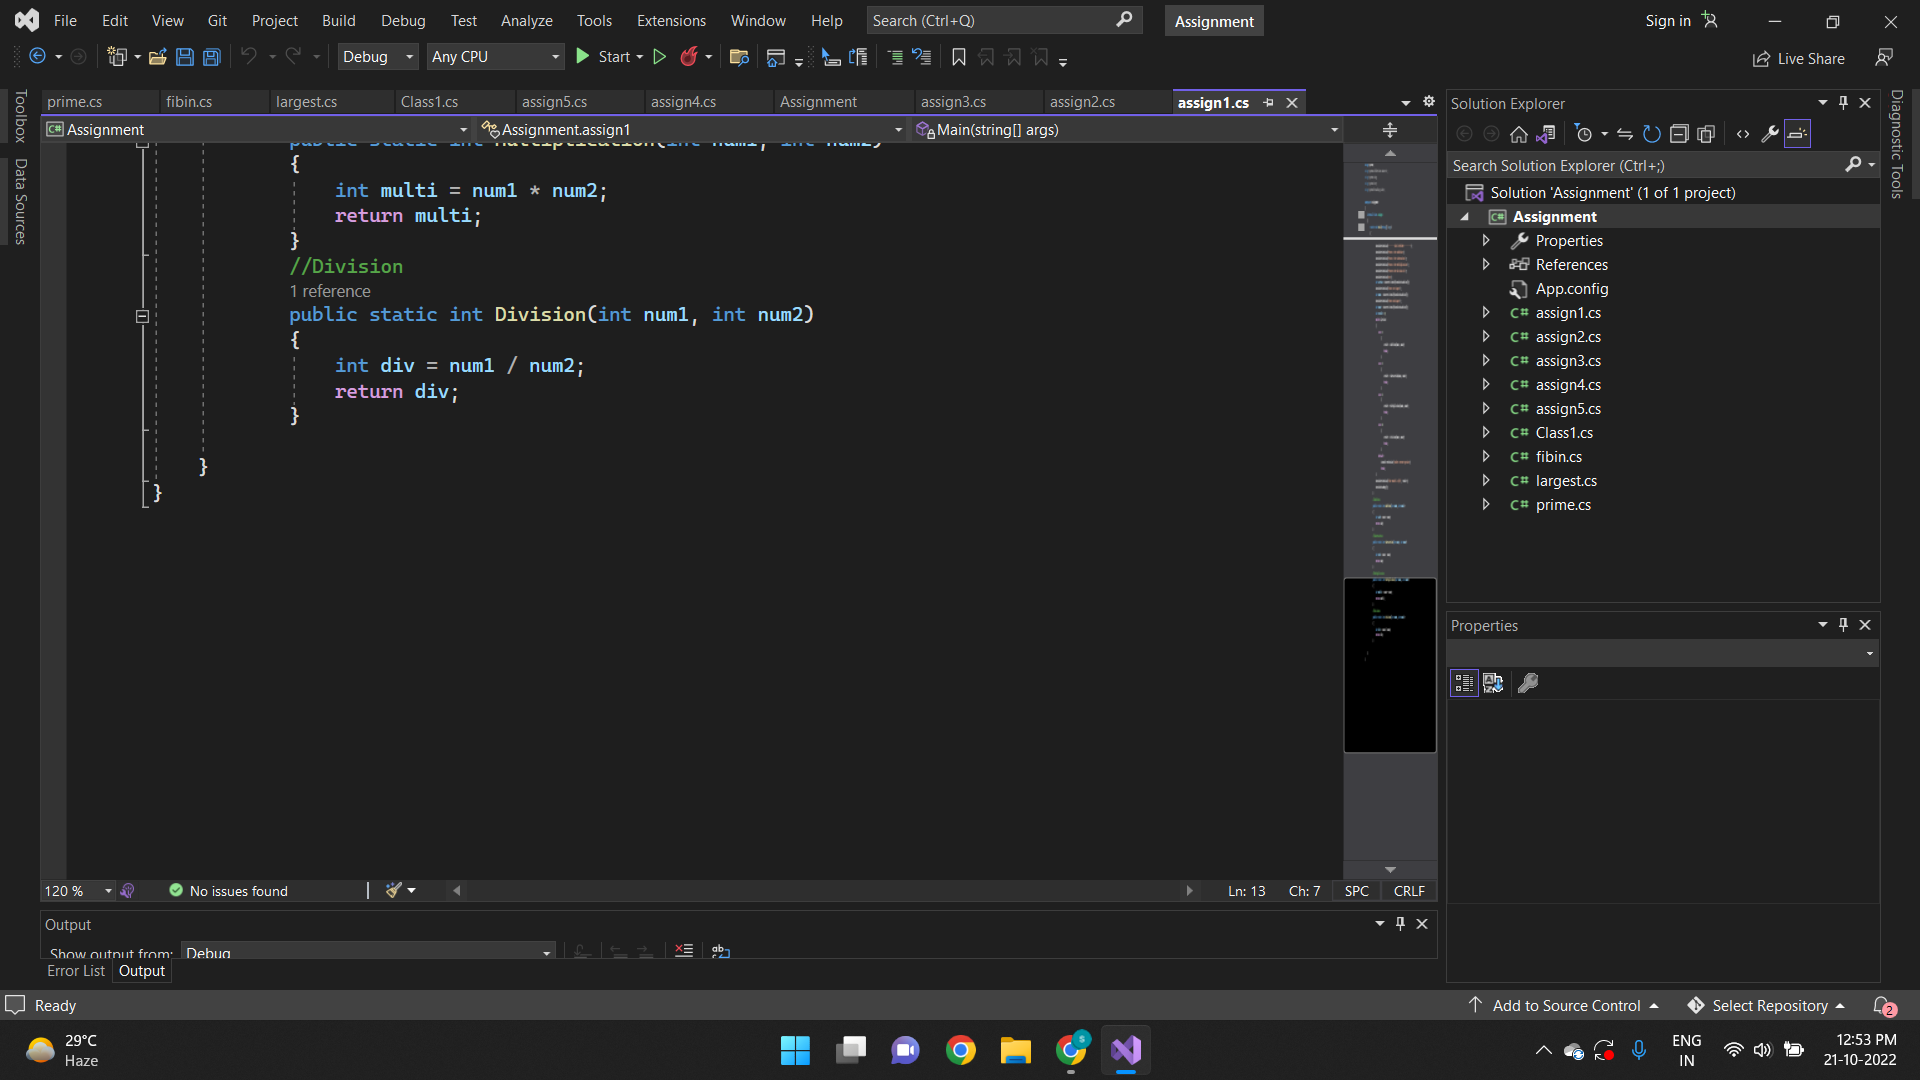 File Edit View Git Project Build Debug Test Analyze Tools Extensions Window Help Search (Ctrl+Q) Assignment Sign in
Debug Any CPU Start Live Share
Toolbox
Data Sources
prime.cs fibin.cs largest.cs Class1.cs assign5.cs assign4.cs Assignment assign3.cs assign2.cs assign1.cs
C# Assignment Assignment.assign1 Main(string[] args)
public static int Multiplication(int num1, int num2)
{
int multi = num1 * num2;
return multi;
}
//Division
1 reference
public static int Division(int num1, int num2)
{
int div = num1 / num2;
return div;
}
}
}
120 % No issues found Ln: 13 Ch: 7 SPC CRLF
Output
Show output from: Debug
Error List Output
Solution Explorer
Search Solution Explorer (Ctrl+;)
Solution 'Assignment' (1 of 1 project)
C# Assignment
Properties
References
App.config
C# assign1.cs
C# assign2.cs
C# assign3.cs
C# assign4.cs
C# assign5.cs
C# Class1.cs
C# fibin.cs
C# largest.cs
C# prime.cs
Properties
Diagnostic Tools
Ready Add to Source Control Select Repository 2
29°C
Haze
S
ENG
IN
12:53 PM
21-10-2022